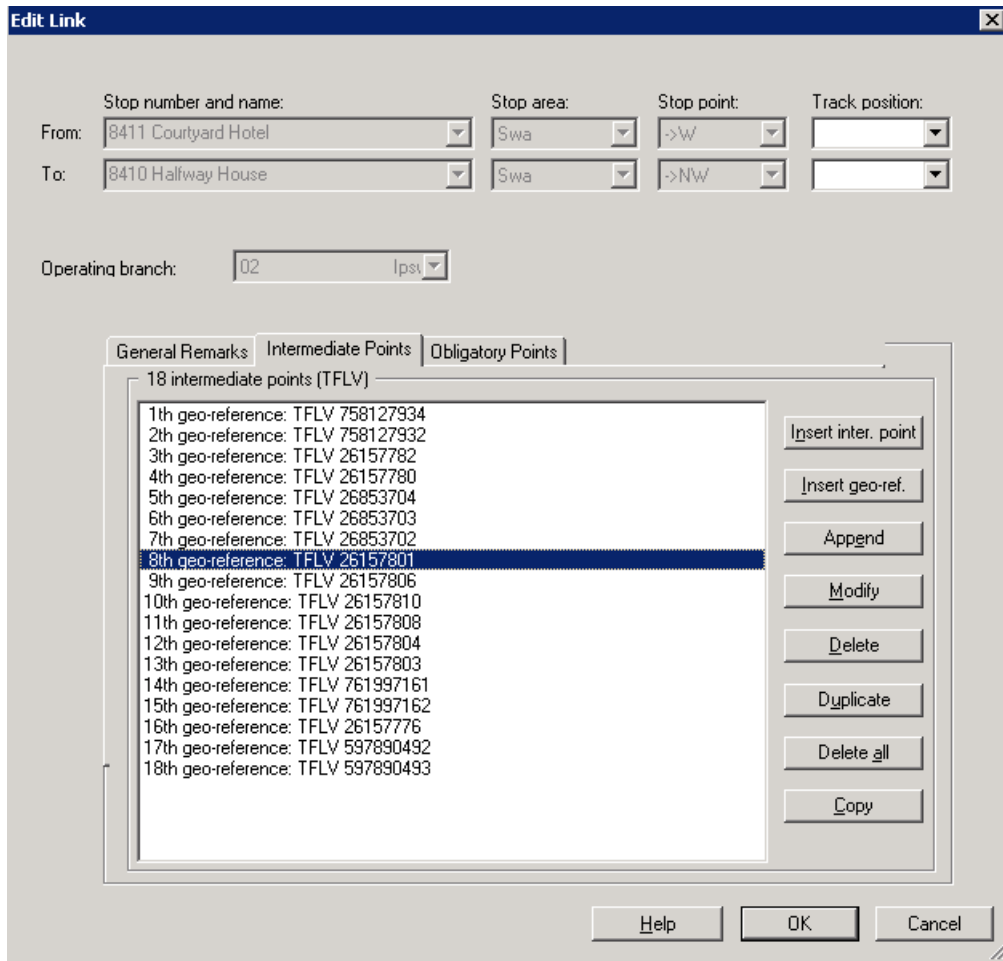 Edit Link
Stop number and name: Stop area: Stop point: Track position:
From: 8411 Courtyard Hotel Swa ->W
To: 8410 Halfway House Swa ->NW
Operating branch: 02
General Remarks Intermediate Points Obligatory Points
18 intermediate points (TFLV)
1th geo-reference: TFLV 758127934
2th geo-reference: TFLV 758127932
3th geo-reference: TFLV 26157782
4th geo-reference: TFLV 26157780
5th geo-reference: TFLV 26853704
6th geo-reference: TFLV 26853703
7th geo-reference: TFLV 26853702
8th geo-reference: TFLV 26157801
9th geo-reference: TFLV 26157806
10th geo-reference: TFLV 26157810
11th geo-reference: TFLV 26157808
12th geo-reference: TFLV 26157804
13th geo-reference: TFLV 26157803
14th geo-reference: TFLV 761997161
15th geo-reference: TFLV 761997162
16th geo-reference: TFLV 26157776
17th geo-reference: TFLV 597890492
18th geo-reference: TFLV 597890493
Insert inter. point
Insert geo-ref.
Append
Modify
Delete
Duplicate
Delete all
Copy
Help OK Cancel